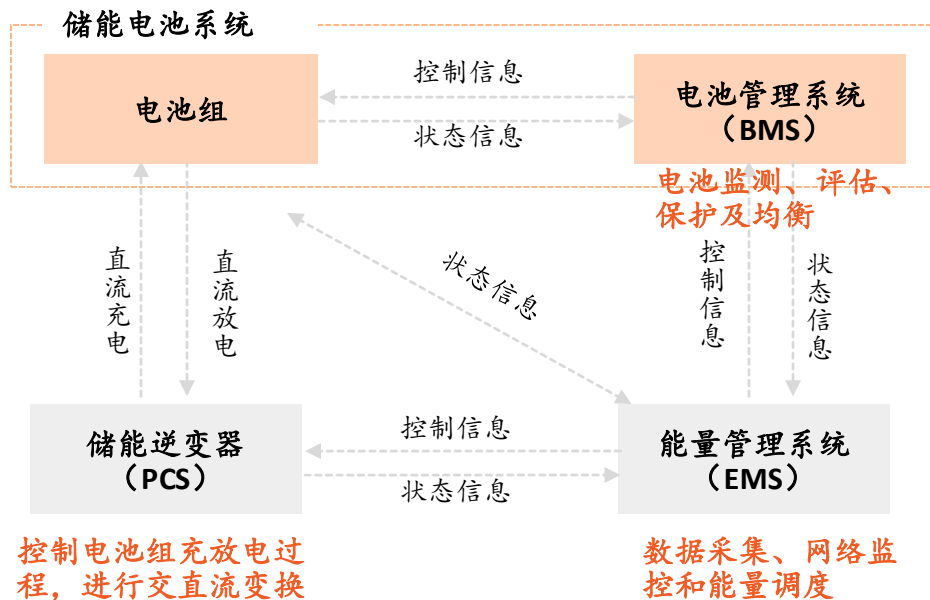 储能电池系统
电池组
控制信息
状态信息
电池管理系统
（BMS）
电池监测、评估、
保护及均衡
直流充电
直流放电
状态信息
控制信息
状态信息
储能逆变器
（PCS）
控制信息
状态信息
能量管理系统
（EMS）
控制电池组充放电过
程，进行交直流变换
数据采集、网络监
控和能量调度